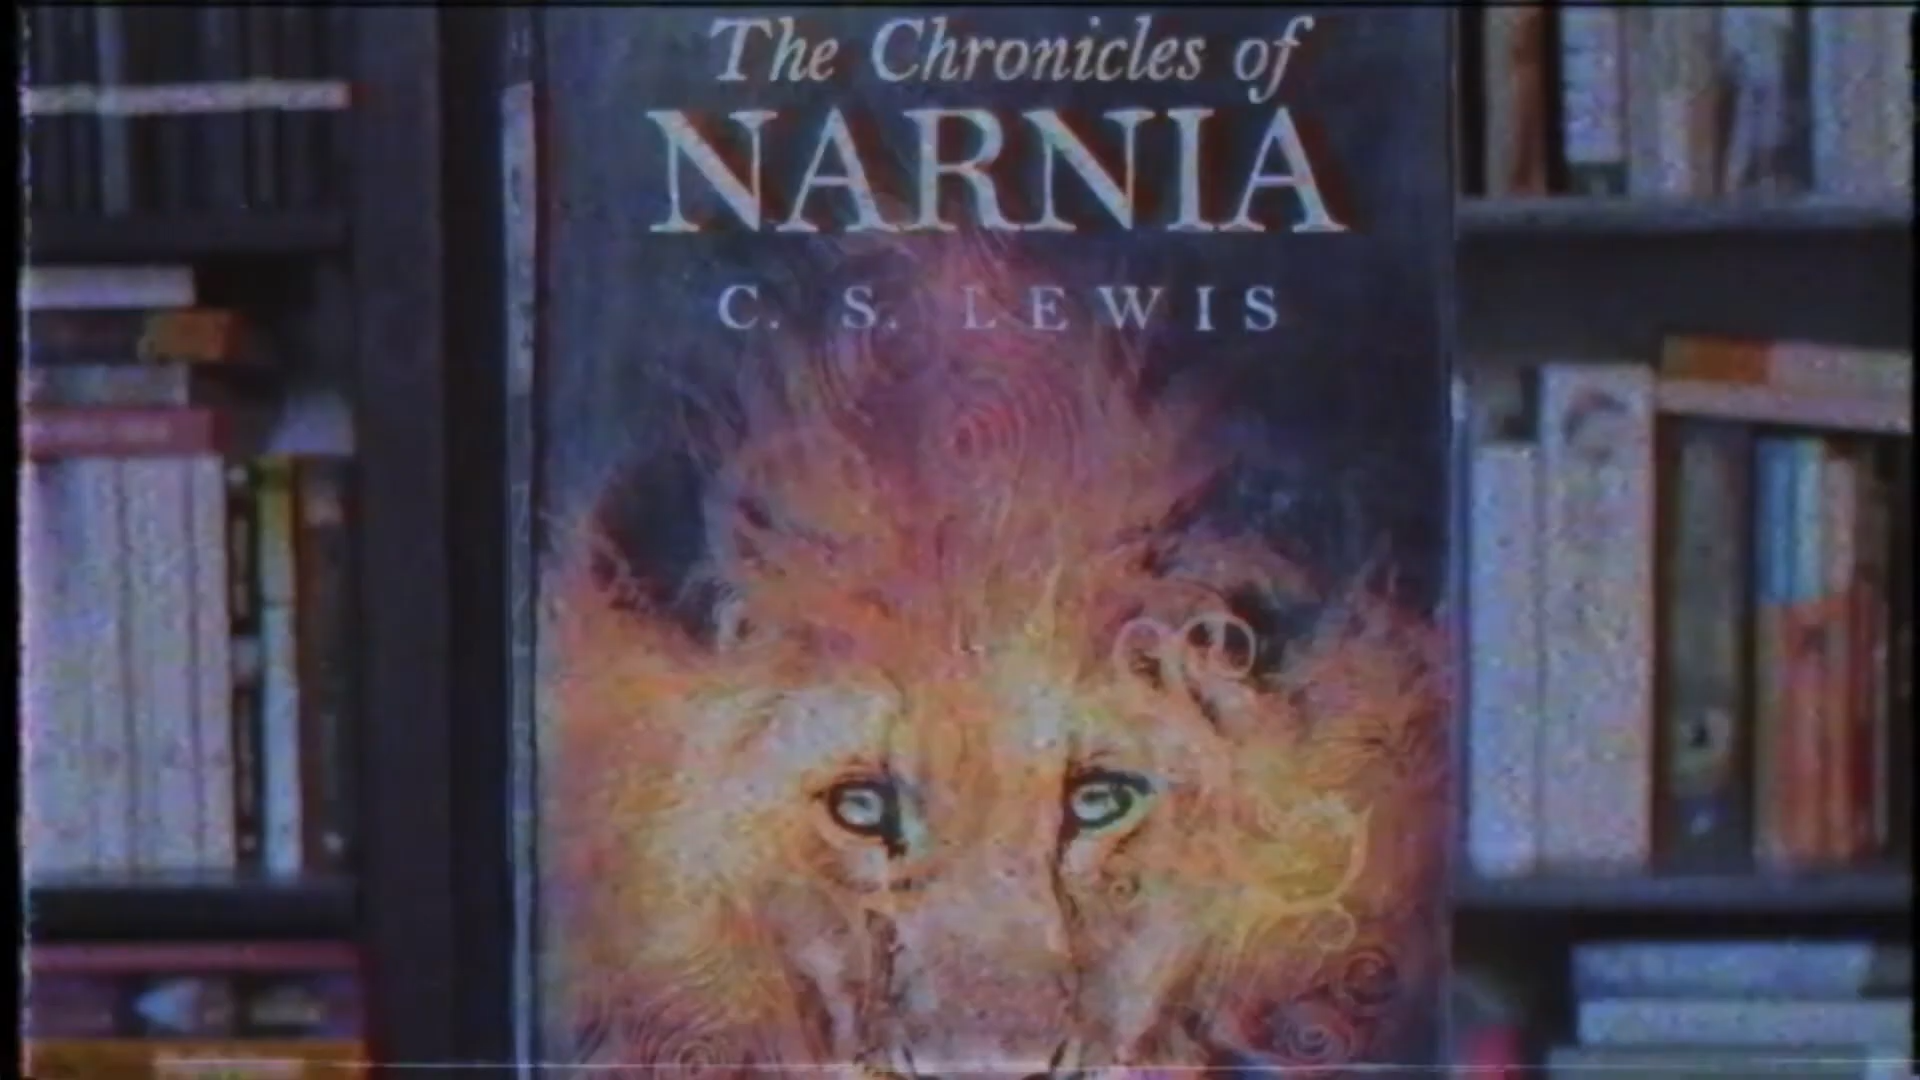 The Chronicles of
NARNIA
C. S. LEWIS